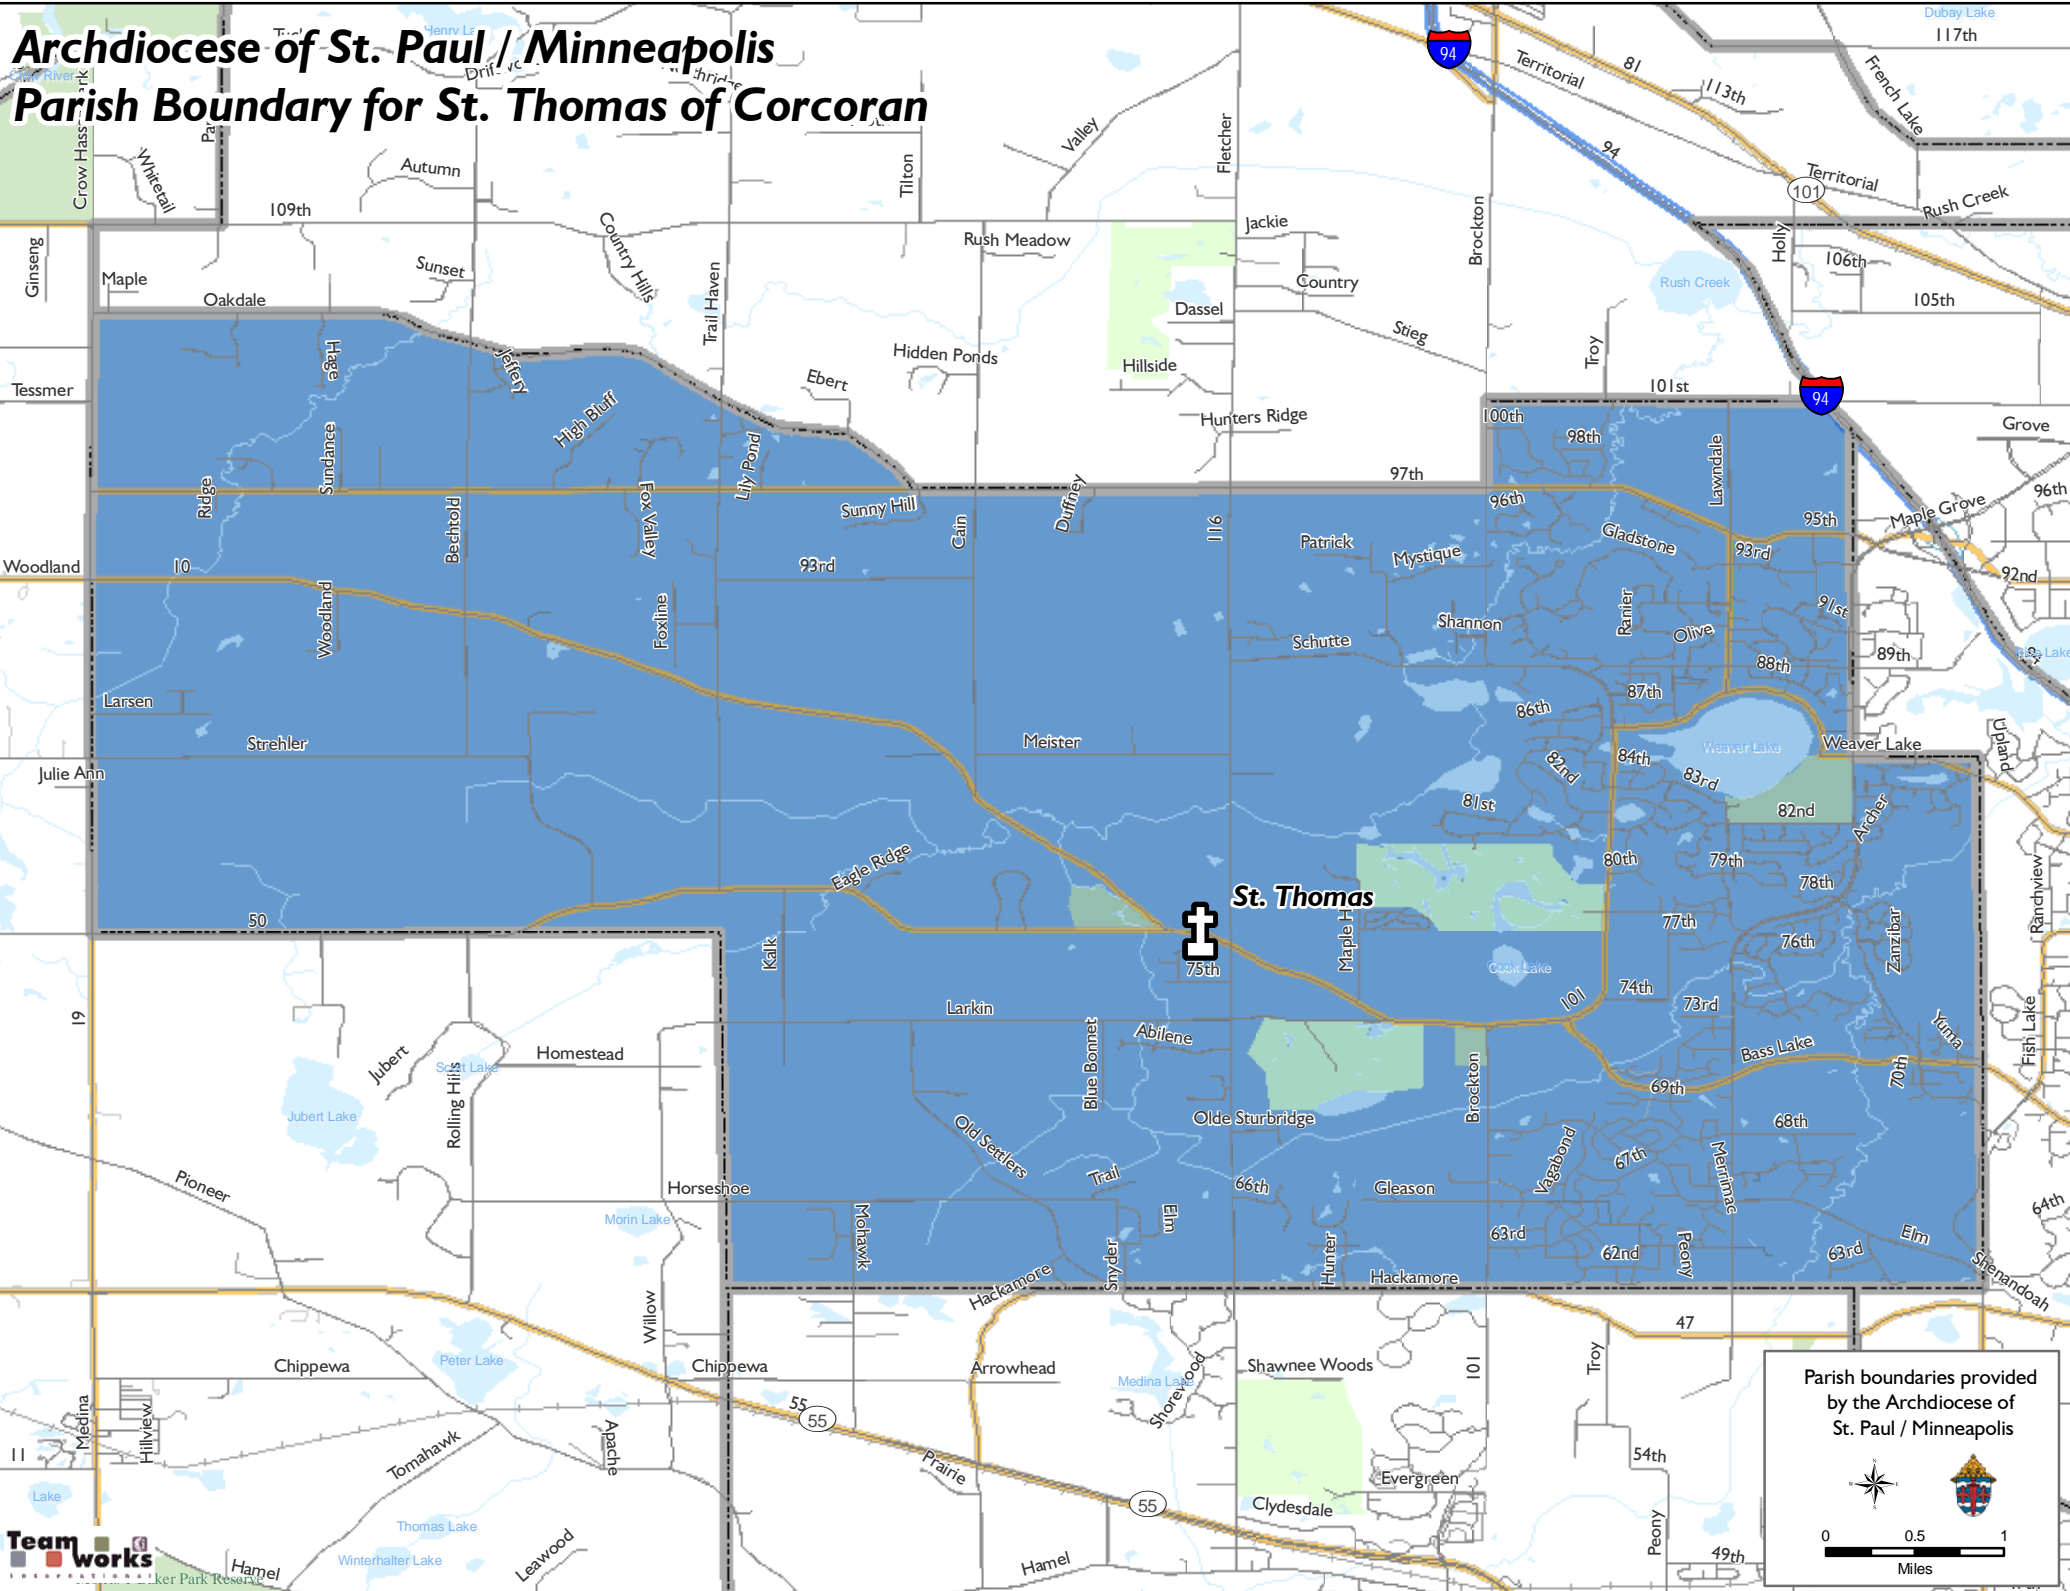 Archdiocese of St. Paul / Minneapolis
Parish Boundary for St. Thomas of Corcoran
Dubay Lake
117th
French Lake
94
Territorial
81
113th
94
101
Territorial
Rush Creek
Whitetail
Autumn
Tilton
Valley
Fletcher
Brockton
109th
Country Hills
Rush Meadow
Jackie
Holly
106th
Ginseng
Maple
Sunset
Trail Haven
Country
Rush Creek
105th
Oakdale
Dassel
Stieg
Troy
Tessmer
Hage
Jeffery
Hidden Ponds
Hillside
Ebert
101st
94
High Bluff
Hunters Ridge
100th
98th
Grove
Sundance
Lily Pond
97th
Lawndale
Ridge
Fox Valley
Sunny Hill
Duffney
96th
96th
Maple Grove
Bechtold
Cain
116
Gladstone
95th
Woodland
10
93rd
Patrick
Mystique
93rd
92nd
Woodland
Foxline
Shannon
Schutte
Ranier
Olive
91st
89th
88th
Larsen
87th
86th
Strehler
Meister
Weaver Lake
Weaver Lake
Upland
Julie Ann
82nd
84th
83rd
81st
82nd
Archer
Eagle Ridge
80th
79th
78th
St. Thomas
Ranchview
50
77th
76th
Zanzibar
Kalk
75th
Cook Lake
19
Larkin
Abilene
101
74th
73rd
Yuma
Fish Lake
Jubert
Homestead
Scott Lake
Blue Bonnet
Brockton
Bass Lake
70th
69th
Jubert Lake
Rolling Hills
Old Settlers
Olde Sturbridge
68th
Vagabond
67th
Merrimac
Pioneer
Horseshoe
Trail
66th
Gleason
64th
Morin Lake
Mohawk
Elm
Snyder
Hunter
63rd
62nd
Peony
63rd
Elm
Shenandoah
Hackamore
Hackamore
Willow
47
Chippewa
Peter Lake
Chippewa
Arrowhead
Medina Lake
Shorewood
Shawnee Woods
101
Troy
Medina
Hillview
55
55
Apache
11
Tomahawk
Prairie
Evergreen
54th
Lake
55
Clydesdale
Peony
Thomas Lake
Winterhalter Lake
Leawood
Hamel
Hamel
49th
Parish boundaries provided
by the Archdiocese of
St. Paul / Minneapolis
0 0.5 1
Miles
Team works
International